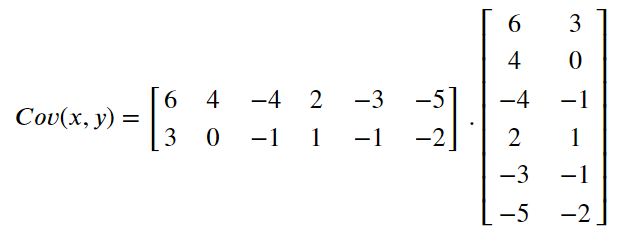 Cov(x, y) = [6 4 −4 2 −3 −5] . [6 3
3 0 −1 1 −1 −2] 4 0
−4 −1
2 1
−3 −1
−5 −2]